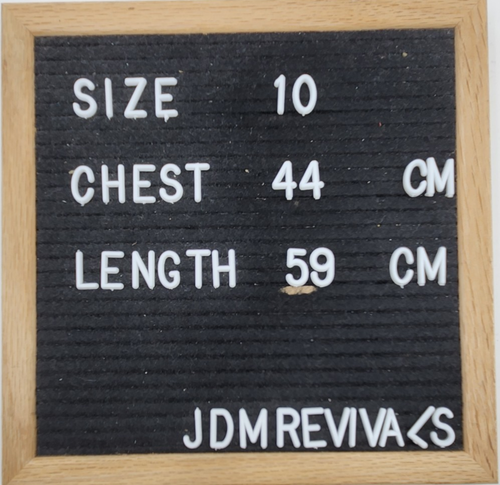 SIZE 10
CHEST 44 CM
LENGTH 59 CM
JDMREVIVA<S